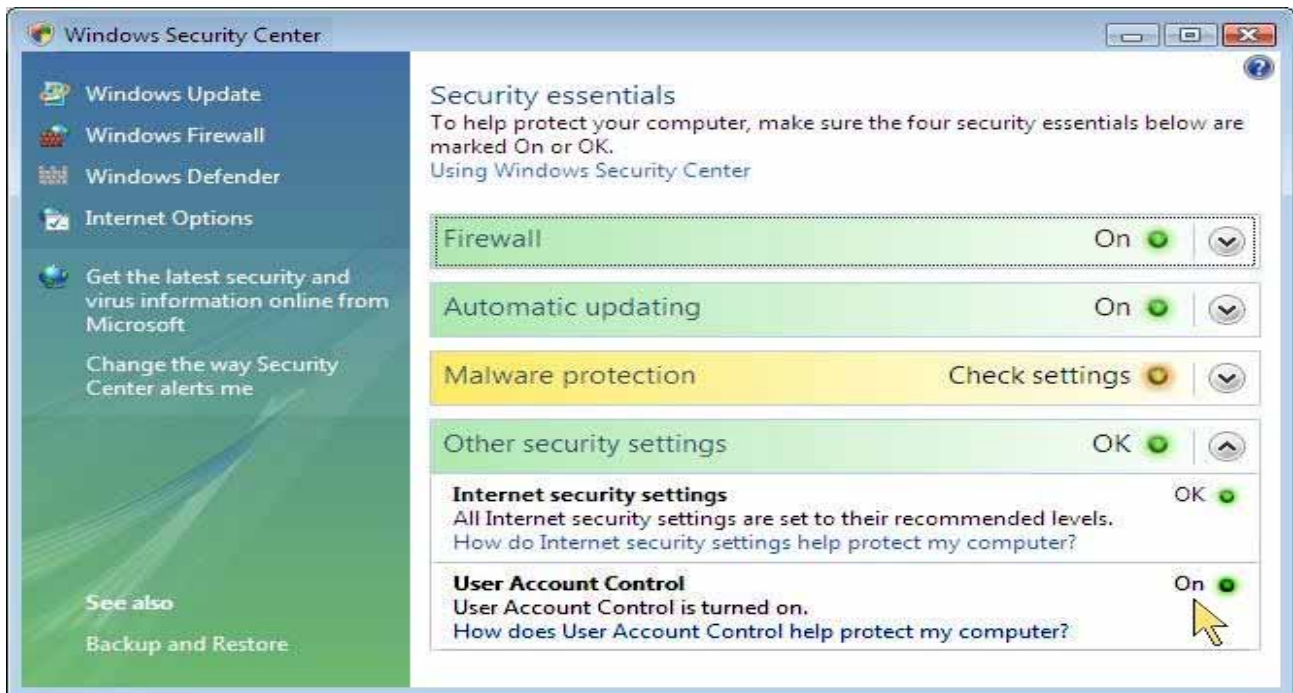 Windows Security Center
Windows Update
Windows Firewall
Windows Defender
Internet Options
Get the latest security and
virus information online from
Microsoft
Change the way Security
Center alerts me
See also
Backup and Restore
Security essentials
To help protect your computer, make sure the four security essentials below are
marked On or OK.
Using Windows Security Center
Firewall On
Automatic updating On
Malware protection Check settings
Other security settings OK
Internet security settings OK
All Internet security settings are set to their recommended levels.
How do Internet security settings help protect my computer?
User Account Control On
User Account Control is turned on.
How does User Account Control help protect my computer?